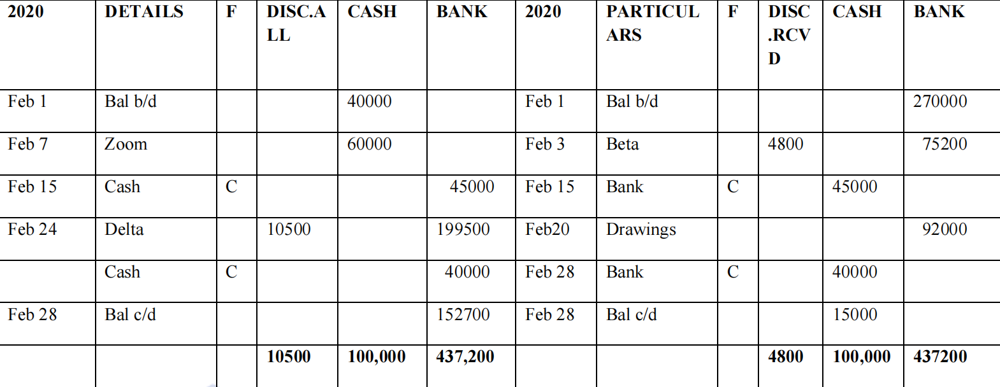 2020 DETAILS F DISC.A CASH BANK 2020 PARTICUL F DISC CASH BANK
LL ARS .RCV
D
Feb 1 Bal b/d 40000 Feb 1 Bal b/d 270000
Feb 7 Zoom 60000 Feb 3 Beta 4800 75200
Feb 15 Cash C 45000 Feb 15 Bank C 45000
Feb 24 Delta 10500 199500 Feb20 Drawings 92000
Cash C 40000 Feb 28 Bank C 40000
Feb 28 Bal c/d 152700 Feb 28 Bal c/d 15000
10500 100,000 437,200 4800 100,000 437200